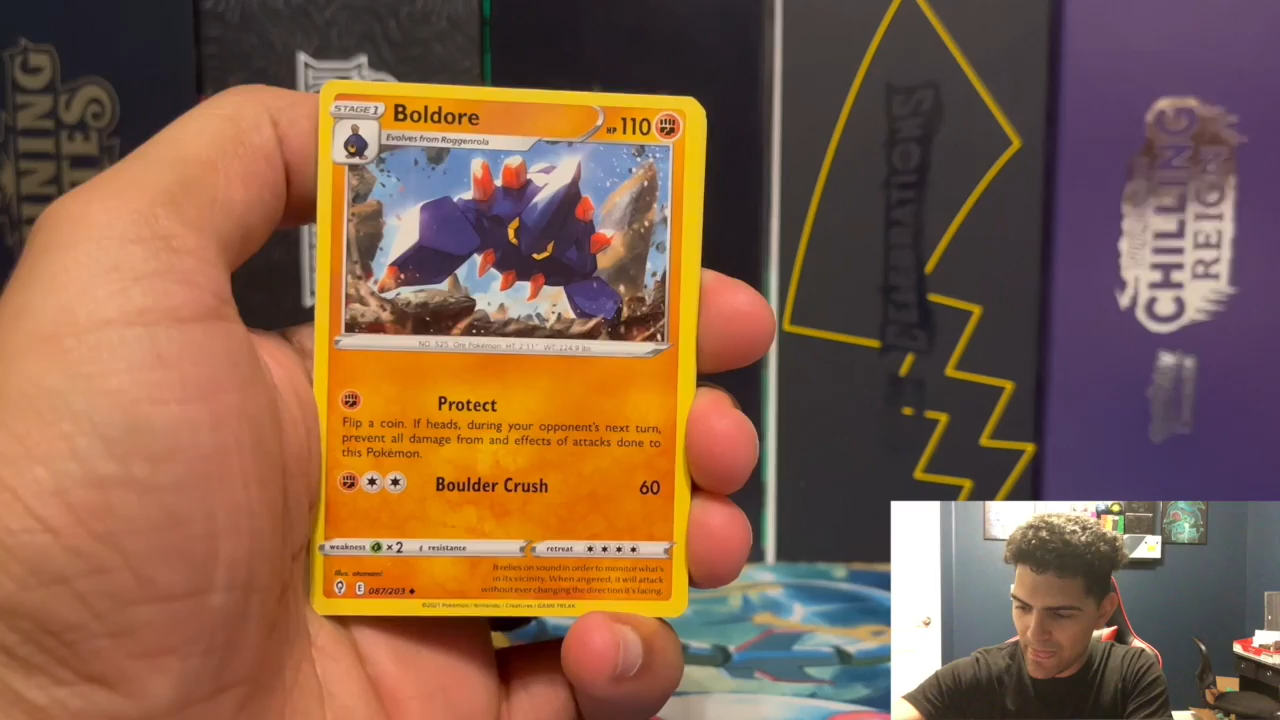 STAGE 1
Boldore
HP 110
Evolves from Roggenrola
NO. 525 Ore Pokémon HT: 2'11" WT: 224.9 lbs.
Protect
Flip a coin. If heads, during your opponent's next turn,
prevent all damage from and effects of attacks done to
this Pokémon.
Boulder Crush 60
weakness ×2 resistance
retreat
Illus. otumami
E 087/203
It relies on sound in order to monitor what's
in its vicinity. When angered, it will attack
without ever changing the direction it's facing.
©2021 Pokémon / Nintendo / Creatures / GAME FREAK
CELEBRATIONS
CHILLING
REIGN